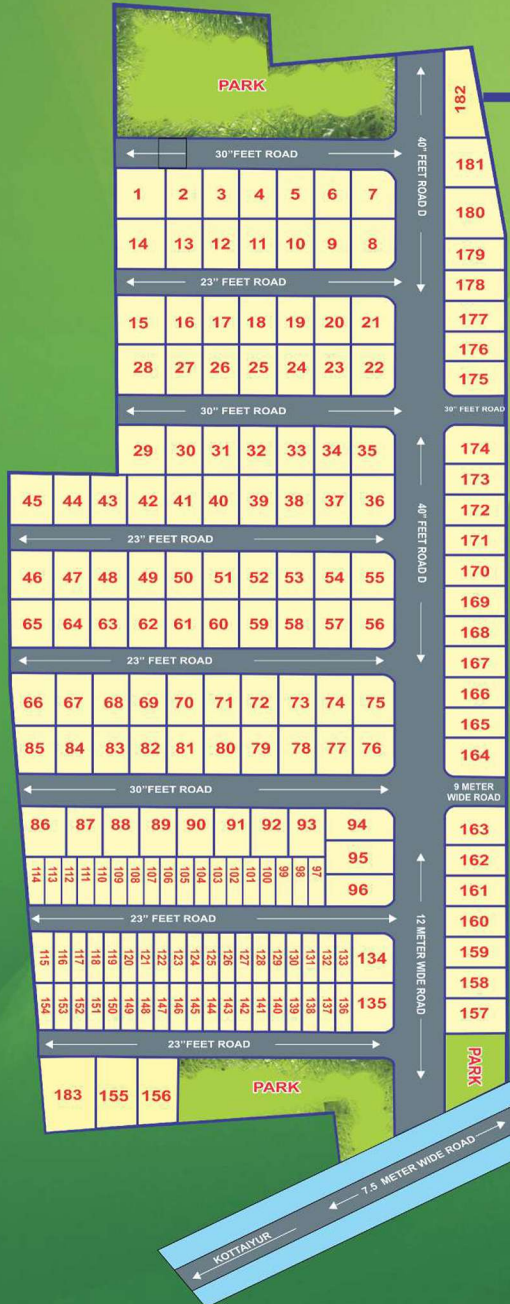 PARK
182
40" FEET ROAD D
30"FEET ROAD
181
1 2 3 4 5 6 7
180
14 13 12 11 10 9 8
179
23" FEET ROAD
178
15 16 17 18 19 20 21
177
176
28 27 26 25 24 23 22
175
30" FEET ROAD
30" FEET ROAD
29 30 31 32 33 34 35
174
173
45 44 43 42 41 40 39 38 37 36
172
40" FEET ROAD D
23" FEET ROAD
171
46 47 48 49 50 51 52 53 54 55
170
169
65 64 63 62 61 60 59 58 57 56
168
23" FEET ROAD
167
66 67 68 69 70 71 72 73 74 75
166
165
85 84 83 82 81 80 79 78 77 76
164
30"FEET ROAD
9 METER
WIDE ROAD
86 87 88 89 90 91 92 93 94
163
95
162
114 113 112 111 110 109 108 107 106 105 104 103 102 101 100 99 98 97
96
161
23" FEET ROAD
160
12 METER WIDE ROAD
115 116 117 118 119 120 121 122 123 124 125 126 127 128 129 130 131 132 133 134
159
158
154 153 152 151 150 149 148 147 146 145 144 143 142 141 140 139 138 137 136 135
157
23"FEET ROAD
PARK
183 155 156
PARK
7.5 METER WIDE ROAD
KOTTAIYUR